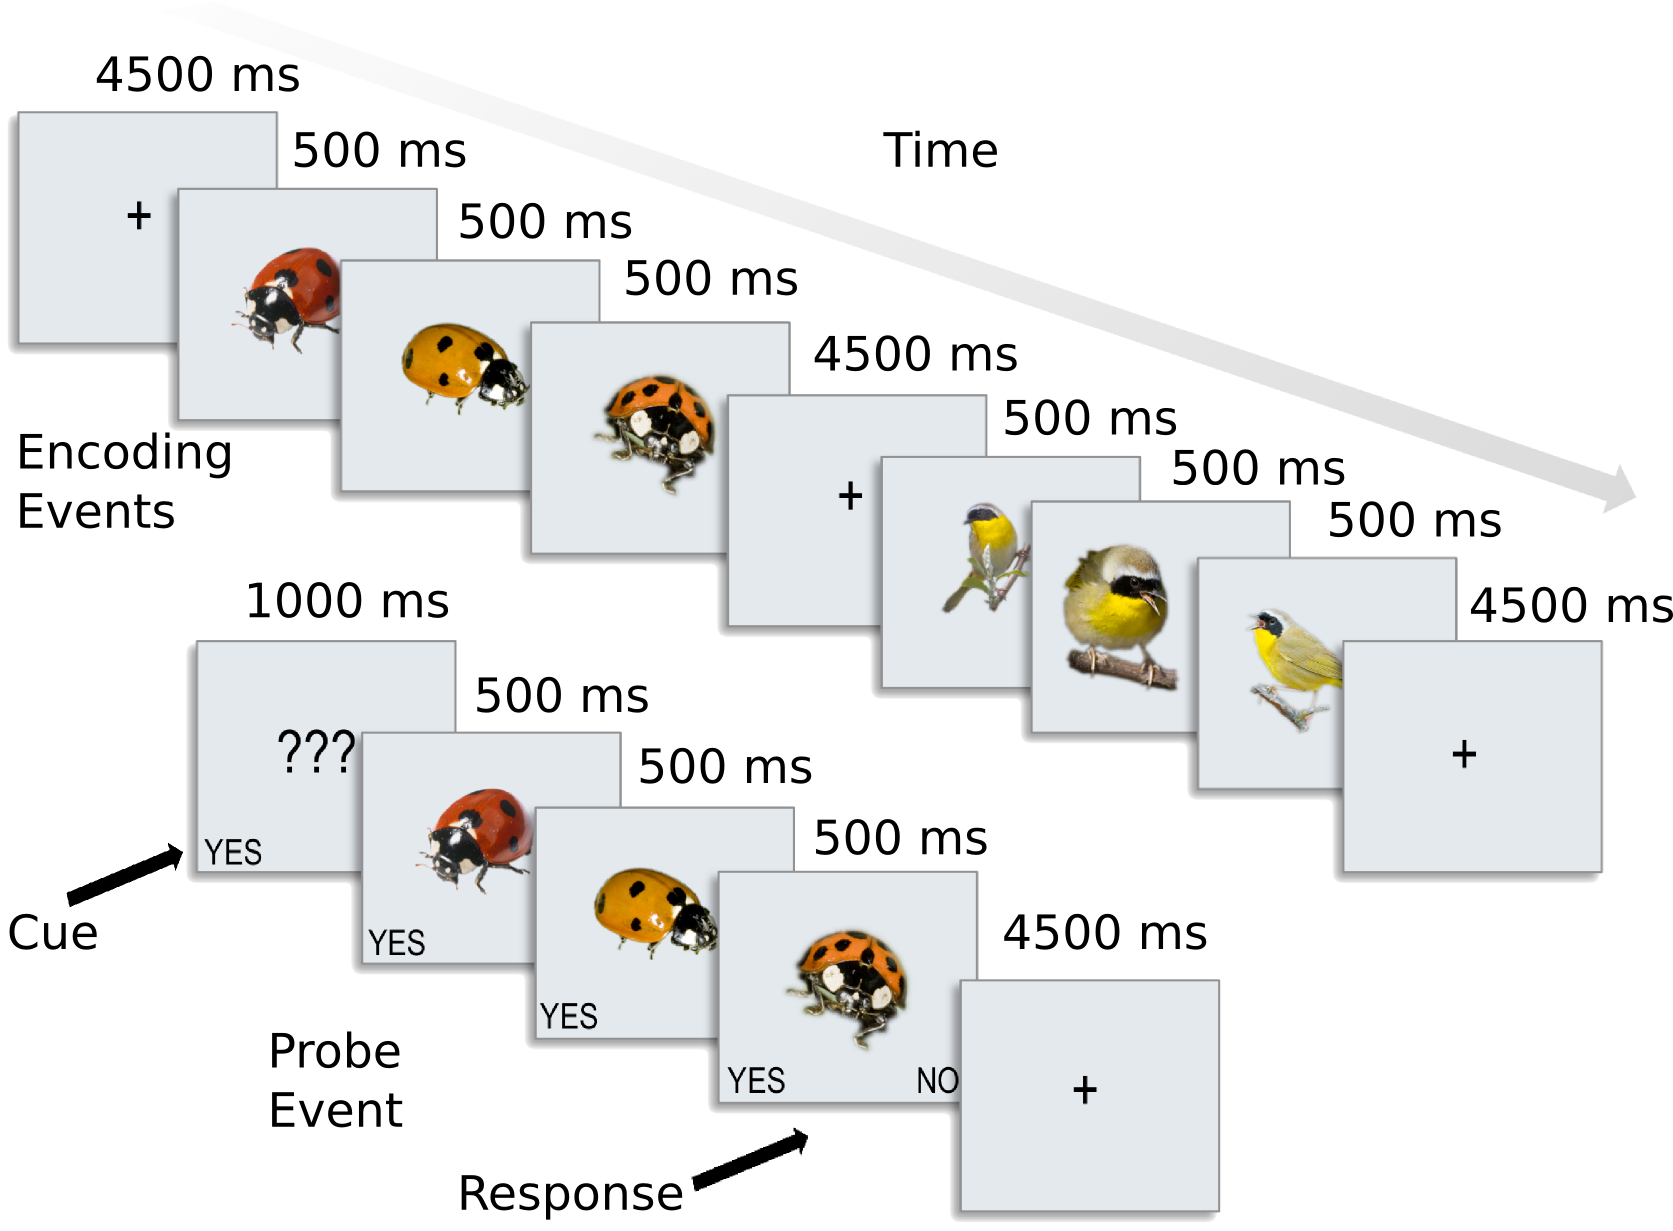 4500 ms
500 ms
Time
500 ms
500 ms
4500 ms
500 ms
Encoding
Events
500 ms
500 ms
1000 ms
4500 ms
500 ms
+
+
+
???
500 ms
500 ms
YES
Cue
YES
4500 ms
YES
Probe
Event
YES NO
+
Response